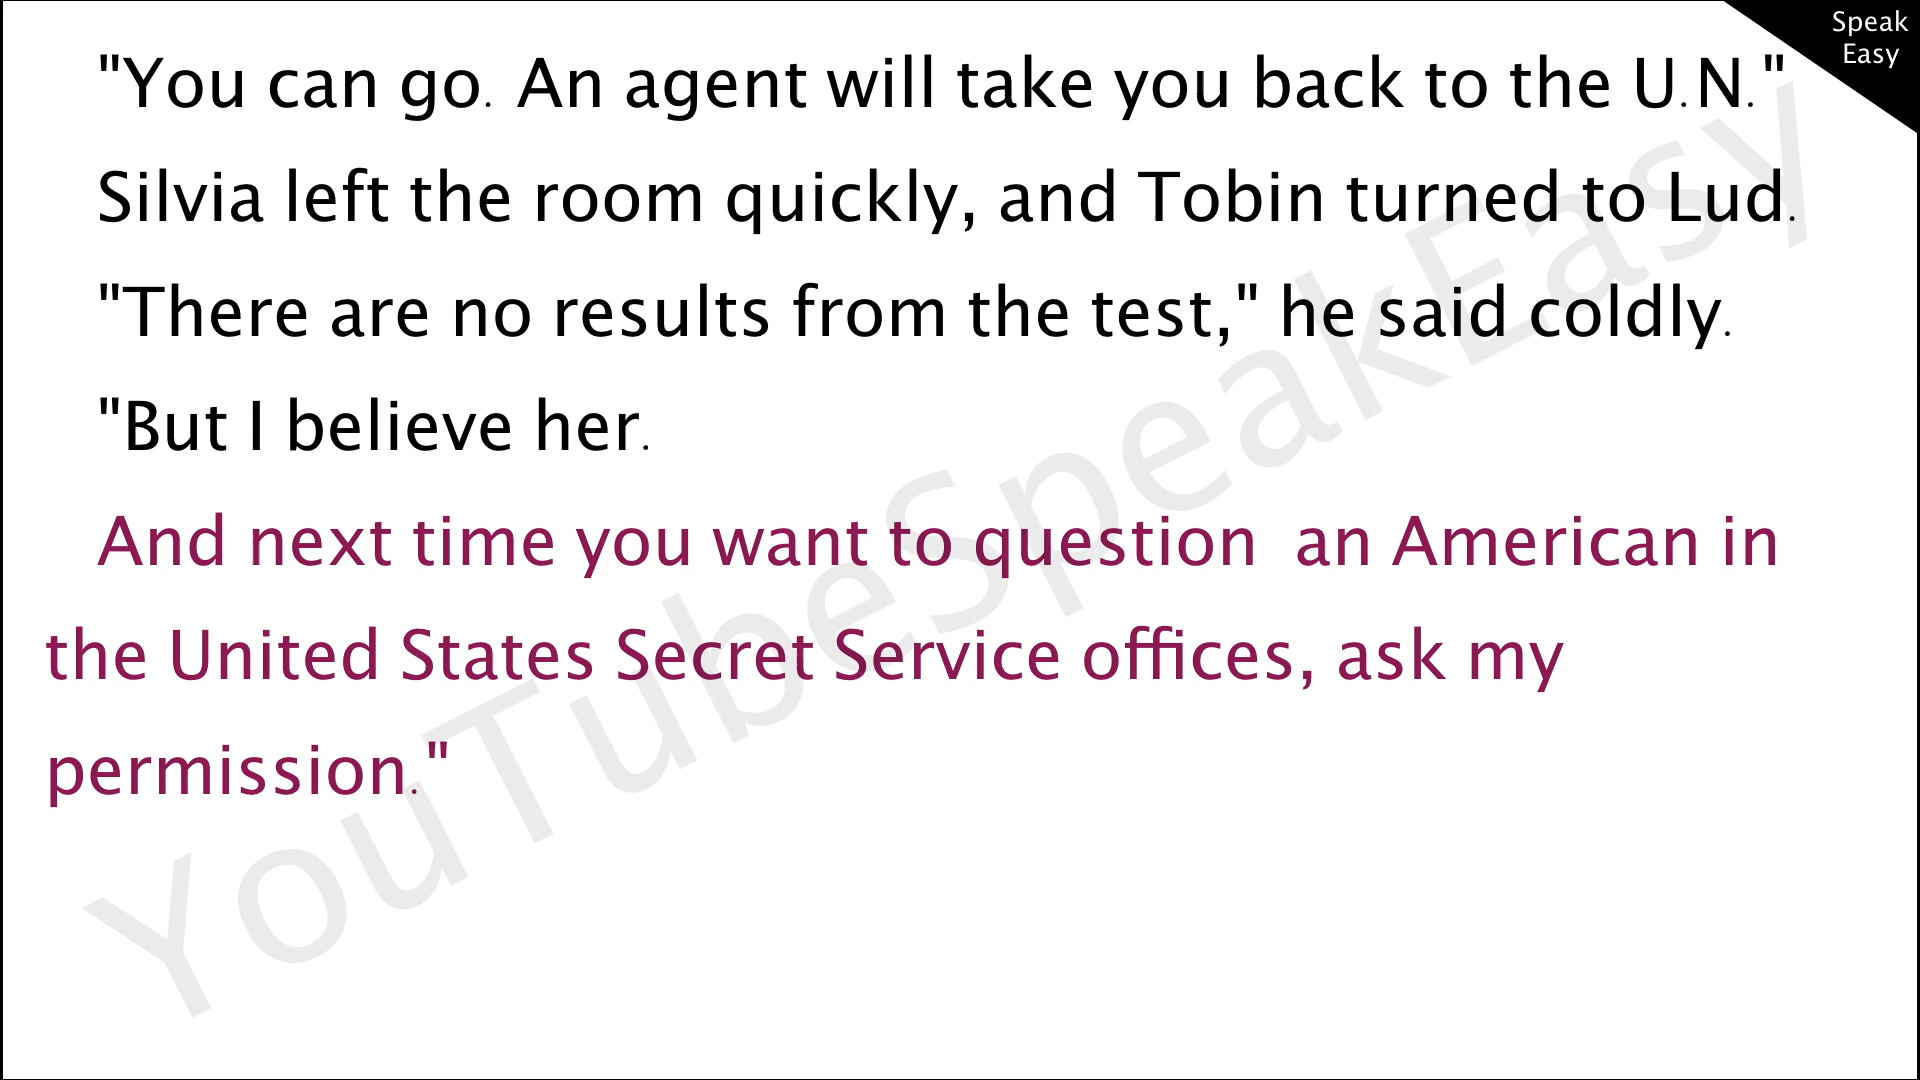 "You can go. An agent will take you back to the U.N."
Silvia left the room quickly, and Tobin turned to Lud.
"There are no results from the test," he said coldly.
"But I believe her.
And next time you want to question  an American in
the United States Secret Service offices, ask my
permission."
Speak
Easy
YouTubeSpeakEasy